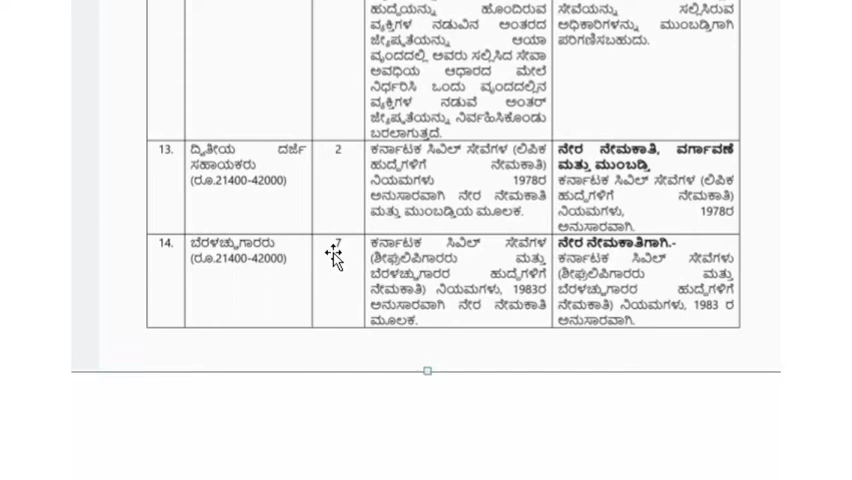 ಹುದ್ದೆಯನ್ನು ಹೊಂದಿರುವ
ವ್ಯಕ್ತಿಗಳ ನಡುವಿನ ಅಂತರದ
ಜ್ಯೇಷ್ಠತೆಯನ್ನು ಆಯಾ
ವೃಂದದಲ್ಲಿ ಅವರು ಸಲ್ಲಿಸಿದ ಸೇವಾ
ಅವಧಿಯ ಆಧಾರದ ಮೇಲೆ
ನಿರ್ಧರಿಸಿ ಒಂದು ವೃಂದದಲ್ಲಿನ
ವ್ಯಕ್ತಿಗಳ ನಡುವೆ ಅಂತರ್
ಜ್ಯೇಷ್ಠತೆಯನ್ನು ನಿರ್ವಹಿಸಿಕೊಂಡು
ಬರಲಾಗುತ್ತದೆ.
ಸೇವೆಯನ್ನು ಸಲ್ಲಿಸಿರುವ
ಅಧಿಕಾರಿಗಳನ್ನು ಮುಂಬಡ್ತಿಗಾಗಿ
ಪರಿಗಣಿಸಬಹುದು.
13.
ದ್ವಿತೀಯ ದರ್ಜೆ
ಸಹಾಯಕರು
(ರೂ.21400-42000)
2
ಕರ್ನಾಟಕ ಸಿವಿಲ್ ಸೇವೆಗಳ (ಲಿಪಿಕ
ಹುದ್ದೆಗಳಿಗೆ ನೇಮಕಾತಿ)
ನಿಯಮಗಳು 1978ರ
ಅನುಸಾರವಾಗಿ ನೇರ ನೇಮಕಾತಿ
ಮತ್ತು ಮುಂಬಡ್ತಿಯ ಮೂಲಕ.
ನೇರ ನೇಮಕಾತಿ, ವರ್ಗಾವಣೆ
ಮತ್ತು ಮುಂಬಡ್ತಿ
ಕರ್ನಾಟಕ ಸಿವಿಲ್ ಸೇವೆಗಳ (ಲಿಪಿಕ
ಹುದ್ದೆಗಳಿಗೆ ನೇಮಕಾತಿ)
ನಿಯಮಗಳು, 1978ರ
ಅನುಸಾರವಾಗಿ.
14.
ಬೆರಳಚ್ಚುಗಾರರು
(ರೂ.21400-42000)
7
ಕರ್ನಾಟಕ ಸಿವಿಲ್ ಸೇವೆಗಳ
(ಶೀಘ್ರಲಿಪಿಗಾರರು ಮತ್ತು
ಬೆರಳಚ್ಚುಗಾರರ ಹುದ್ದೆಗಳಿಗೆ
ನೇಮಕಾತಿ) ನಿಯಮಗಳು, 1983ರ
ಅನುಸಾರವಾಗಿ ನೇರ ನೇಮಕಾತಿ
ಮೂಲಕ.
ನೇರ ನೇಮಕಾತಿಗಾಗಿ.-
ಕರ್ನಾಟಕ ಸಿವಿಲ್ ಸೇವೆಗಳು
(ಶೀಘ್ರಲಿಪಿಗಾರರು ಮತ್ತು
ಬೆರಳಚ್ಚುಗಾರರ ಹುದ್ದೆಗಳಿಗೆ
ನೇಮಕಾತಿ) ನಿಯಮಗಳು, 1983 ರ
ಅನುಸಾರವಾಗಿ.